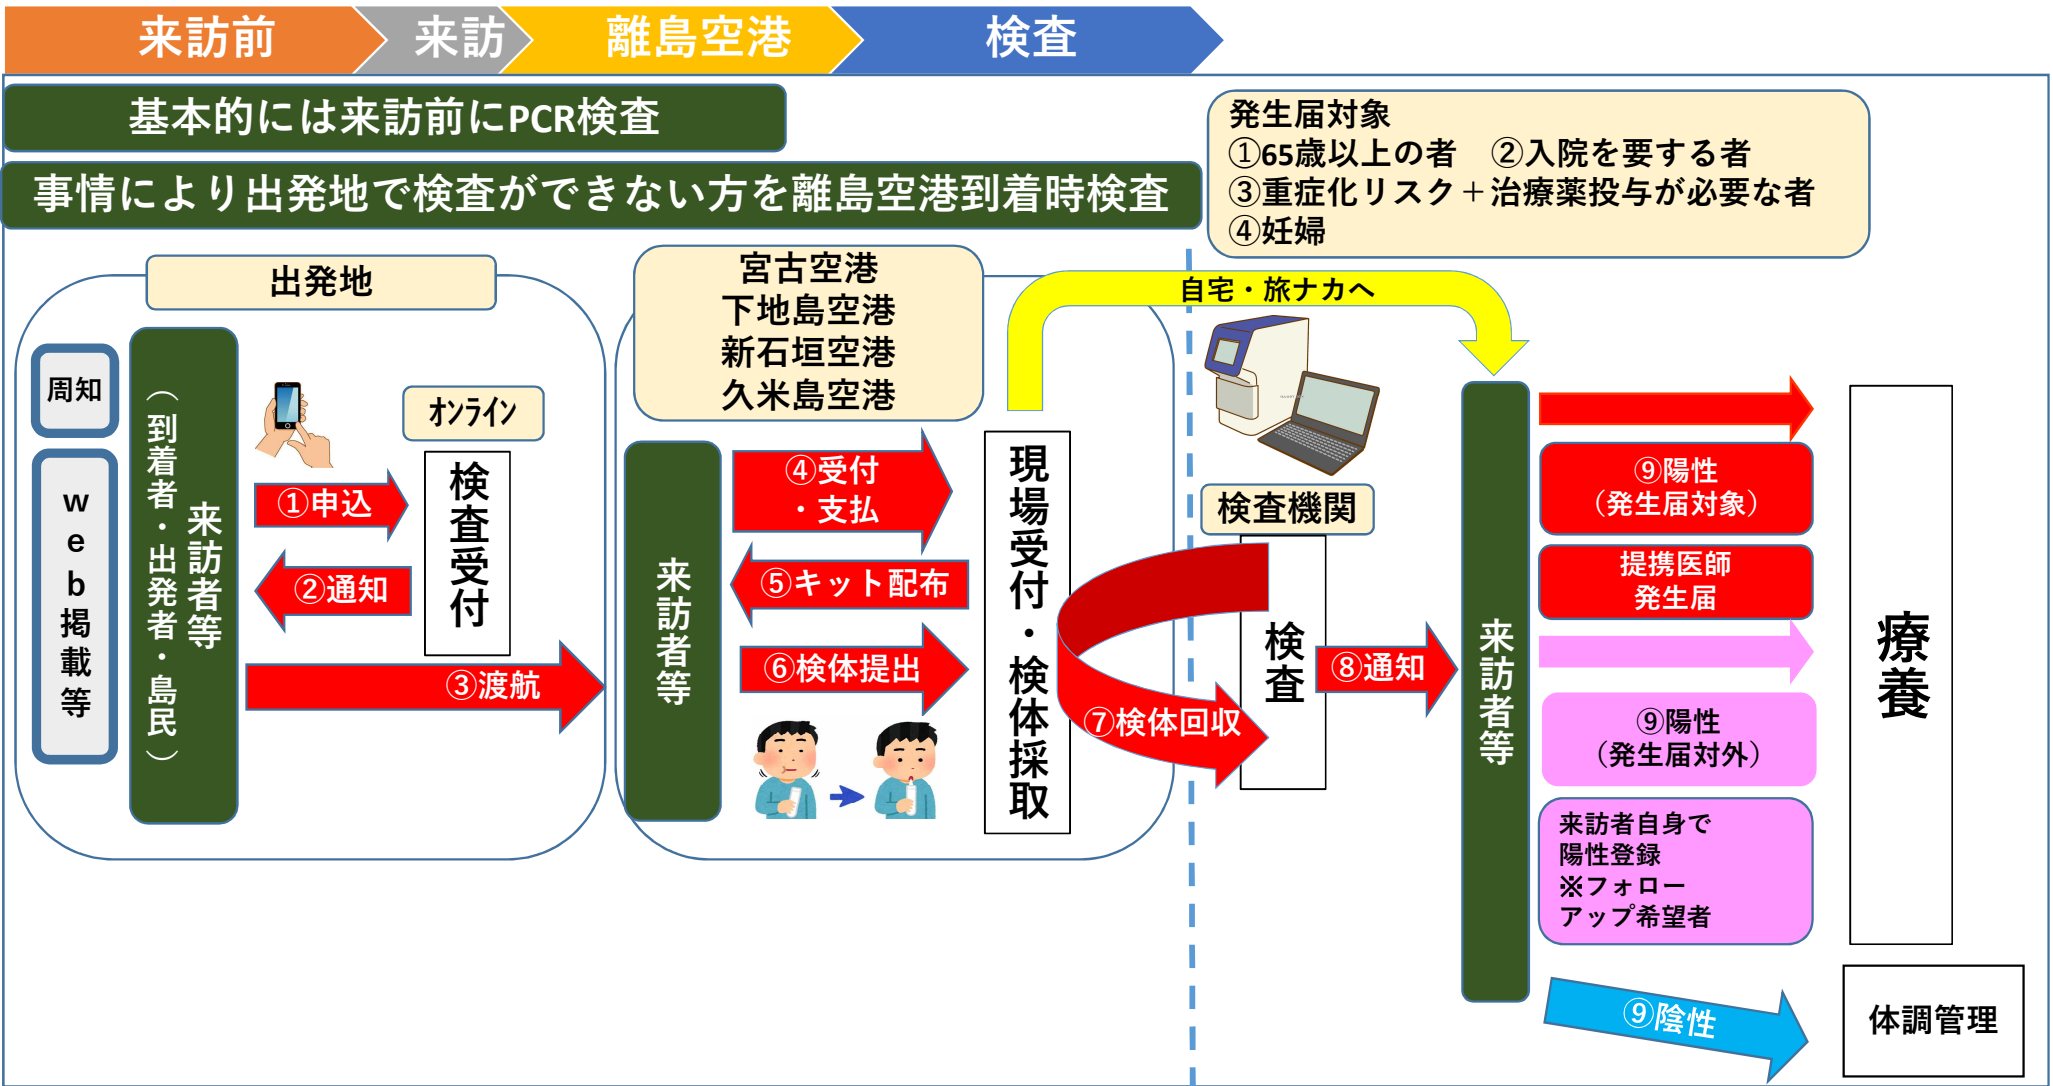 来訪前
来訪
離島空港
検査
基本的には来訪前にPCR検査
事情により出発地で検査ができない方を離島空港到着時検査
発生届対象
①65歳以上の者　②入院を要する者
③重症化リスク＋治療薬投与が必要な者
④妊婦
出発地
周知
web掲載等
来訪者等
（到着者・出発者・島民）
オンライン
検査受付
①申込
②通知
③渡航
宮古空港
下地島空港
新石垣空港
久米島空港
来訪者等
④受付
・支払
⑤キット配布
⑥検体提出
現場受付・検体採取
自宅・旅ナカへ
検査機関
検査
⑦検体回収
⑧通知
来訪者等
⑨陽性
（発生届対象）
提携医師
発生届
⑨陽性
（発生届対外）
来訪者自身で
陽性登録
※フォロー
アップ希望者
⑨陰性
療養
体調管理